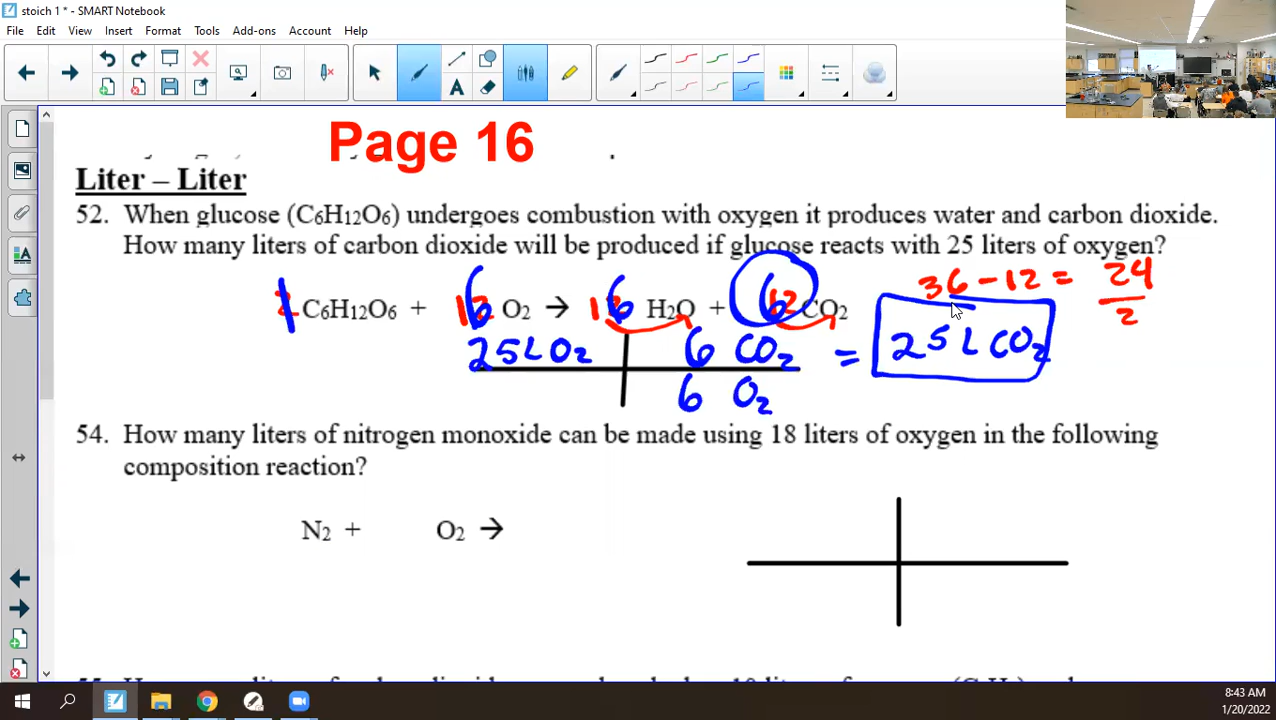 stoich 1 * - SMART Notebook
File Edit View Insert Format Tools Add-ons Account Help
Page 16
Liter – Liter
52. When glucose (C6H12O6) undergoes combustion with oxygen it produces water and carbon dioxide.
How many liters of carbon dioxide will be produced if glucose reacts with 25 liters of oxygen?
36 - 12 = 24
2
1 C6H12O6 + 6 O2 → 6 H2O + 6 CO2
25 L O2 6 CO2 = 25 L CO2
6 O2
54. How many liters of nitrogen monoxide can be made using 18 liters of oxygen in the following
composition reaction?
N2 + O2 →
8:43 AM
1/20/2022